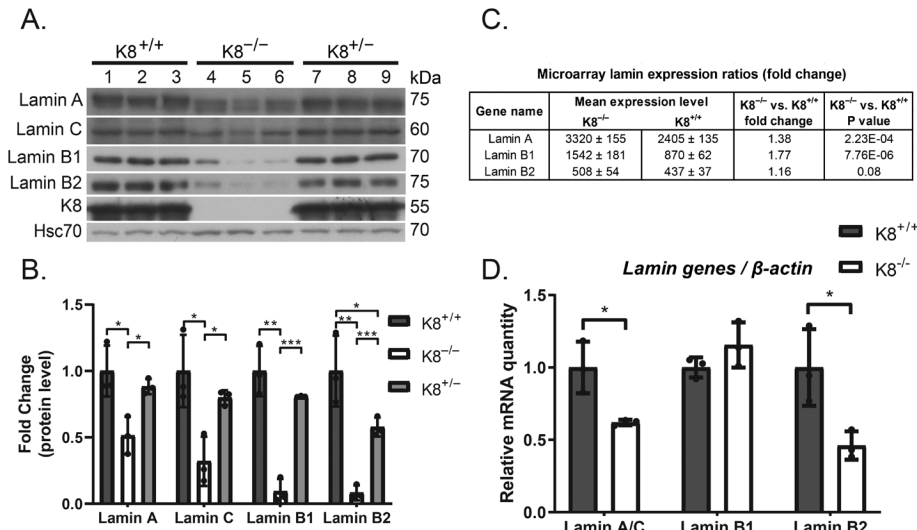 A.
K8+/+ K8−/− K8+/−
1 2 3 4 5 6 7 8 9 kDa
Lamin A 75
Lamin C 60
Lamin B1 70
Lamin B2 75
K8 55
Hsc70 70
B.
Fold Change
(protein level)
1.5
1.0
0.5
0.0
* * * * ** *** * ** ***
K8+/+
K8−/−
K8+/−
Lamin A Lamin C Lamin B1 Lamin B2
C.
Microarray lamin expression ratios (fold change)
Gene name Mean expression level K8−/− vs. K8+/+ K8−/− vs. K8+/+
K8−/− K8+/+ fold change P value
Lamin A 3320 ± 155 2405 ± 135 1.38 2.23E-04
Lamin B1 1542 ± 181 870 ± 62 1.77 7.76E-06
Lamin B2 508 ± 54 437 ± 37 1.16 0.08
D.
Lamin genes / β-actin
K8+/+
K8-/-
Relative mRNA quantity
1.5
1.0
0.5
0.0
* *
Lamin A/C Lamin B1 Lamin B2